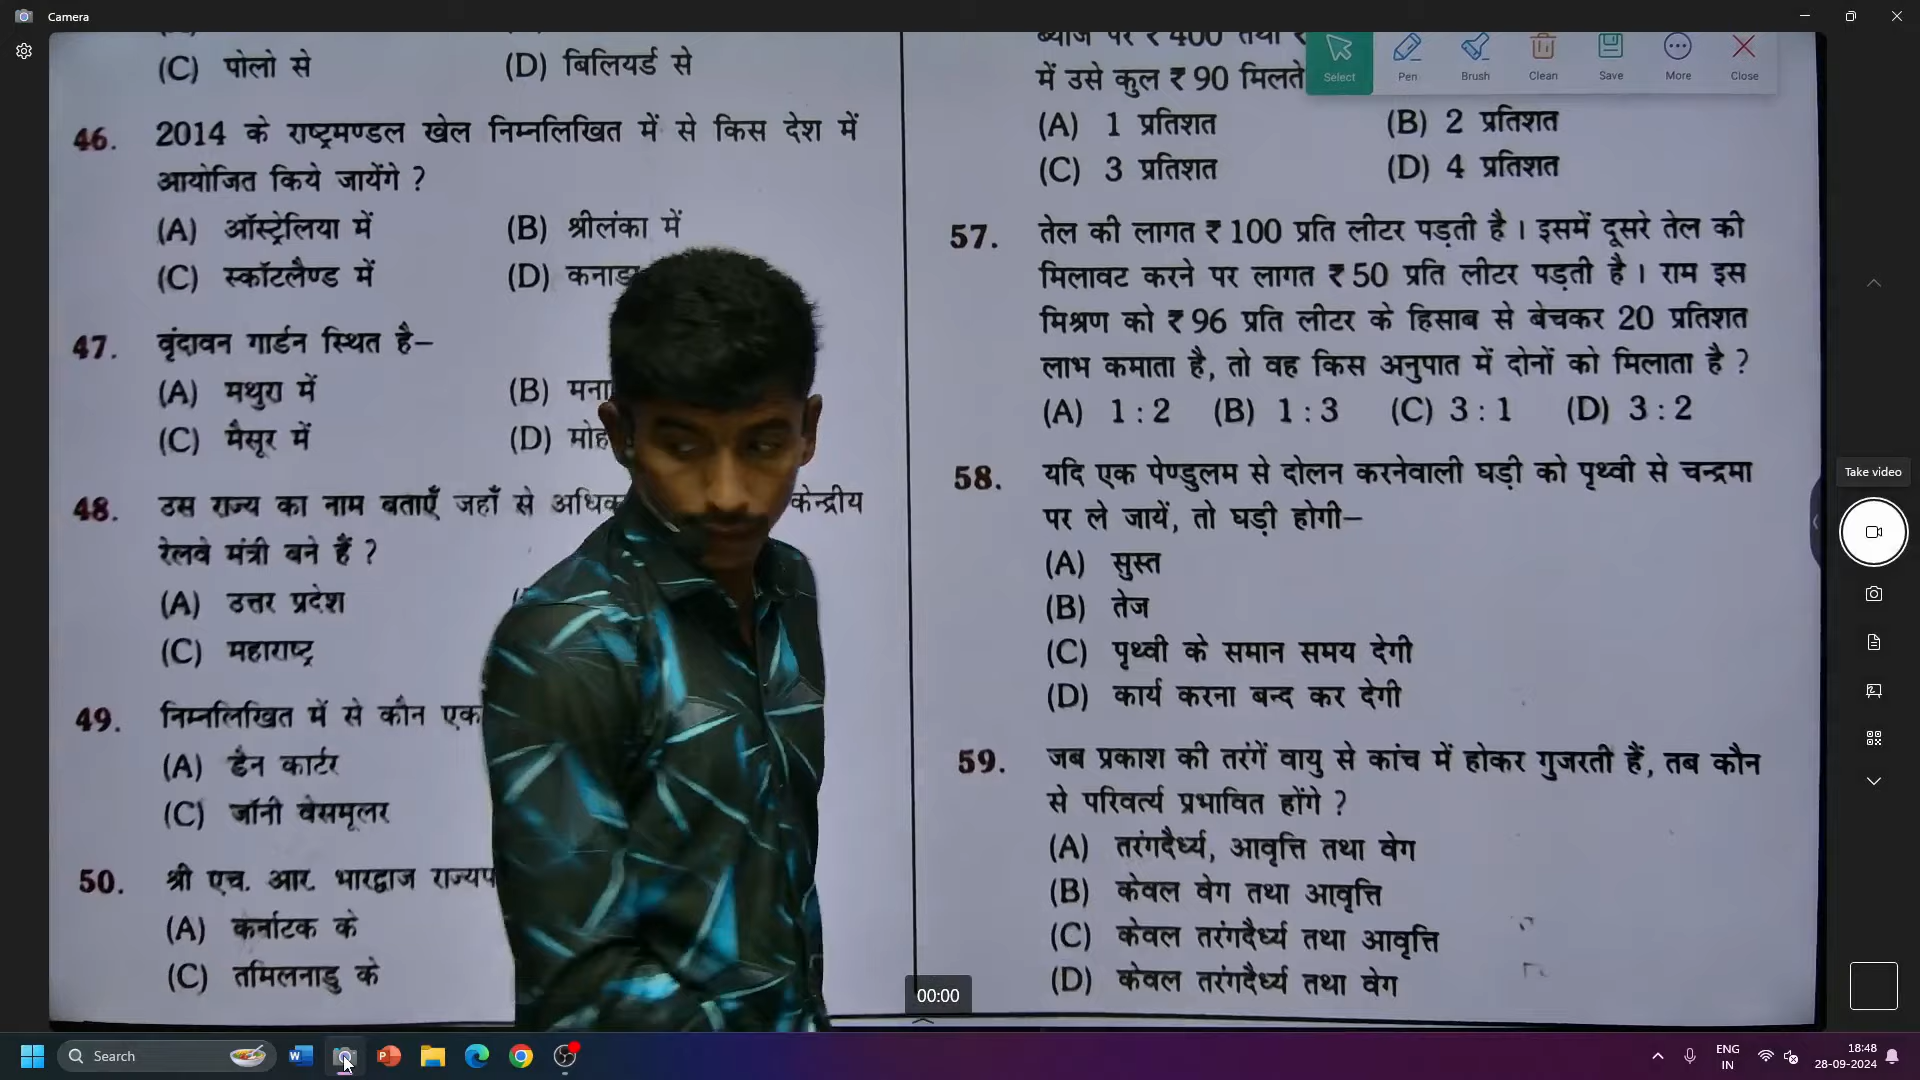 Camera
(C) पोलो से
(D) बिलियर्ड से
46. 2014 के राष्ट्रमण्डल खेल निम्नलिखित में से किस देश में
आयोजित किये जायेंगे ?
(A) ऑस्ट्रेलिया में
(B) श्रीलंका में
(C) स्कॉटलैण्ड में
(D)
47. वृंदावन गार्डन स्थित है–
(A) मथुरा में
(B)
(C) मैसूर में
(D)
48. उस राज्य का नाम बताएँ जहाँ से केन्द्रीय
रेलवे मंत्री बने हैं ?
(A) उत्तर प्रदेश
(C) महाराष्ट्र
49. निम्नलिखित में से कौन एक
(A) डैन कार्टर
(C) जॉनी वेसमूलर
50. श्री एच. आर. भारद्वाज
(A) कर्नाटक के
(C) तमिलनाडु के
ब्याज पर ₹ 400 तथा
में उसे कुल ₹ 90 मिलते
(A) 1 प्रतिशत
(B) 2 प्रतिशत
(C) 3 प्रतिशत
(D) 4 प्रतिशत
57. तेल की लागत ₹ 100 प्रति लीटर पड़ती है । इसमें दूसरे तेल की
मिलावट करने पर लागत ₹ 50 प्रति लीटर पड़ती है । राम इस
मिश्रण को ₹ 96 प्रति लीटर के हिसाब से बेचकर 20 प्रतिशत
लाभ कमाता है, तो वह किस अनुपात में दोनों को मिलाता है ?
(A) 1 : 2 (B) 1 : 3 (C) 3 : 1 (D) 3 : 2
58. यदि एक पेण्डुलम से दोलन करनेवाली घड़ी को पृथ्वी से चन्द्रमा
पर ले जायें, तो घड़ी होगी–
(A) सुस्त
(B) तेज
(C) पृथ्वी के समान समय देगी
(D) कार्य करना बन्द कर देगी
59. जब प्रकाश की तरंगें वायु से कांच में होकर गुजरती हैं, तब कौन
से परिवर्त्य प्रभावित होंगे ?
(A) तरंगदैर्ध्य, आवृत्ति तथा वेग
(B) केवल वेग तथा आवृत्ति
(C) केवल तरंगदैर्ध्य तथा आवृत्ति
(D) केवल तरंगदैर्ध्य तथा वेग
Select Pen Brush Clean Save More Close
Take video
00:00
Search
ENG
IN
18:48
28-09-2024